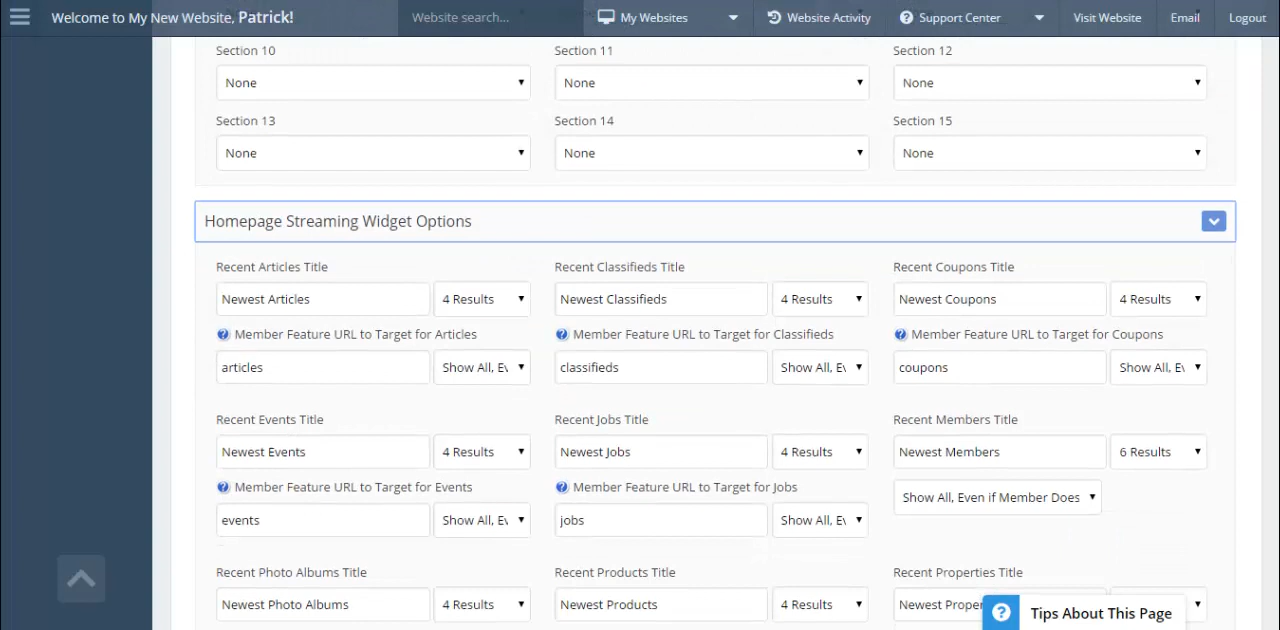 Welcome to My New Website, Patrick! Website search... My Websites Website Activity Support Center Visit Website Email Logout
Section 10 Section 11 Section 12
None None None
Section 13 Section 14 Section 15
None None None
Homepage Streaming Widget Options
Recent Articles Title Recent Classifieds Title Recent Coupons Title
Newest Articles 4 Results Newest Classifieds 4 Results Newest Coupons 4 Results
Member Feature URL to Target for Articles Member Feature URL to Target for Classifieds Member Feature URL to Target for Coupons
articles Show All, Ev classifieds Show All, Ev coupons Show All, Ev
Recent Events Title Recent Jobs Title Recent Members Title
Newest Events 4 Results Newest Jobs 4 Results Newest Members 6 Results
Member Feature URL to Target for Events Member Feature URL to Target for Jobs
Show All, Even if Member Does
events Show All, Ev jobs Show All, Ev
Recent Photo Albums Title Recent Products Title Recent Properties Title
Newest Photo Albums 4 Results Newest Products 4 Results Newest Proper
Tips About This Page